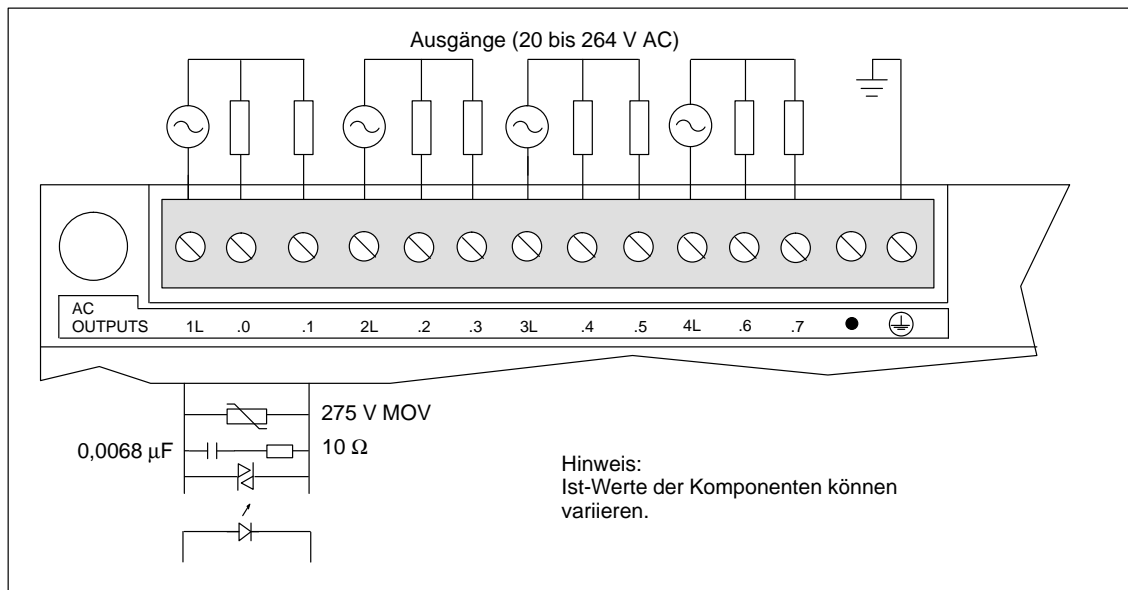 Ausgänge (20 bis 264 V AC)
AC
OUTPUTS 1L .0 .1 2L .2 .3 3L .4 .5 4L .6 .7
275 V MOV
0,0068 μF 10 Ω
Hinweis:
Ist-Werte der Komponenten können
variieren.